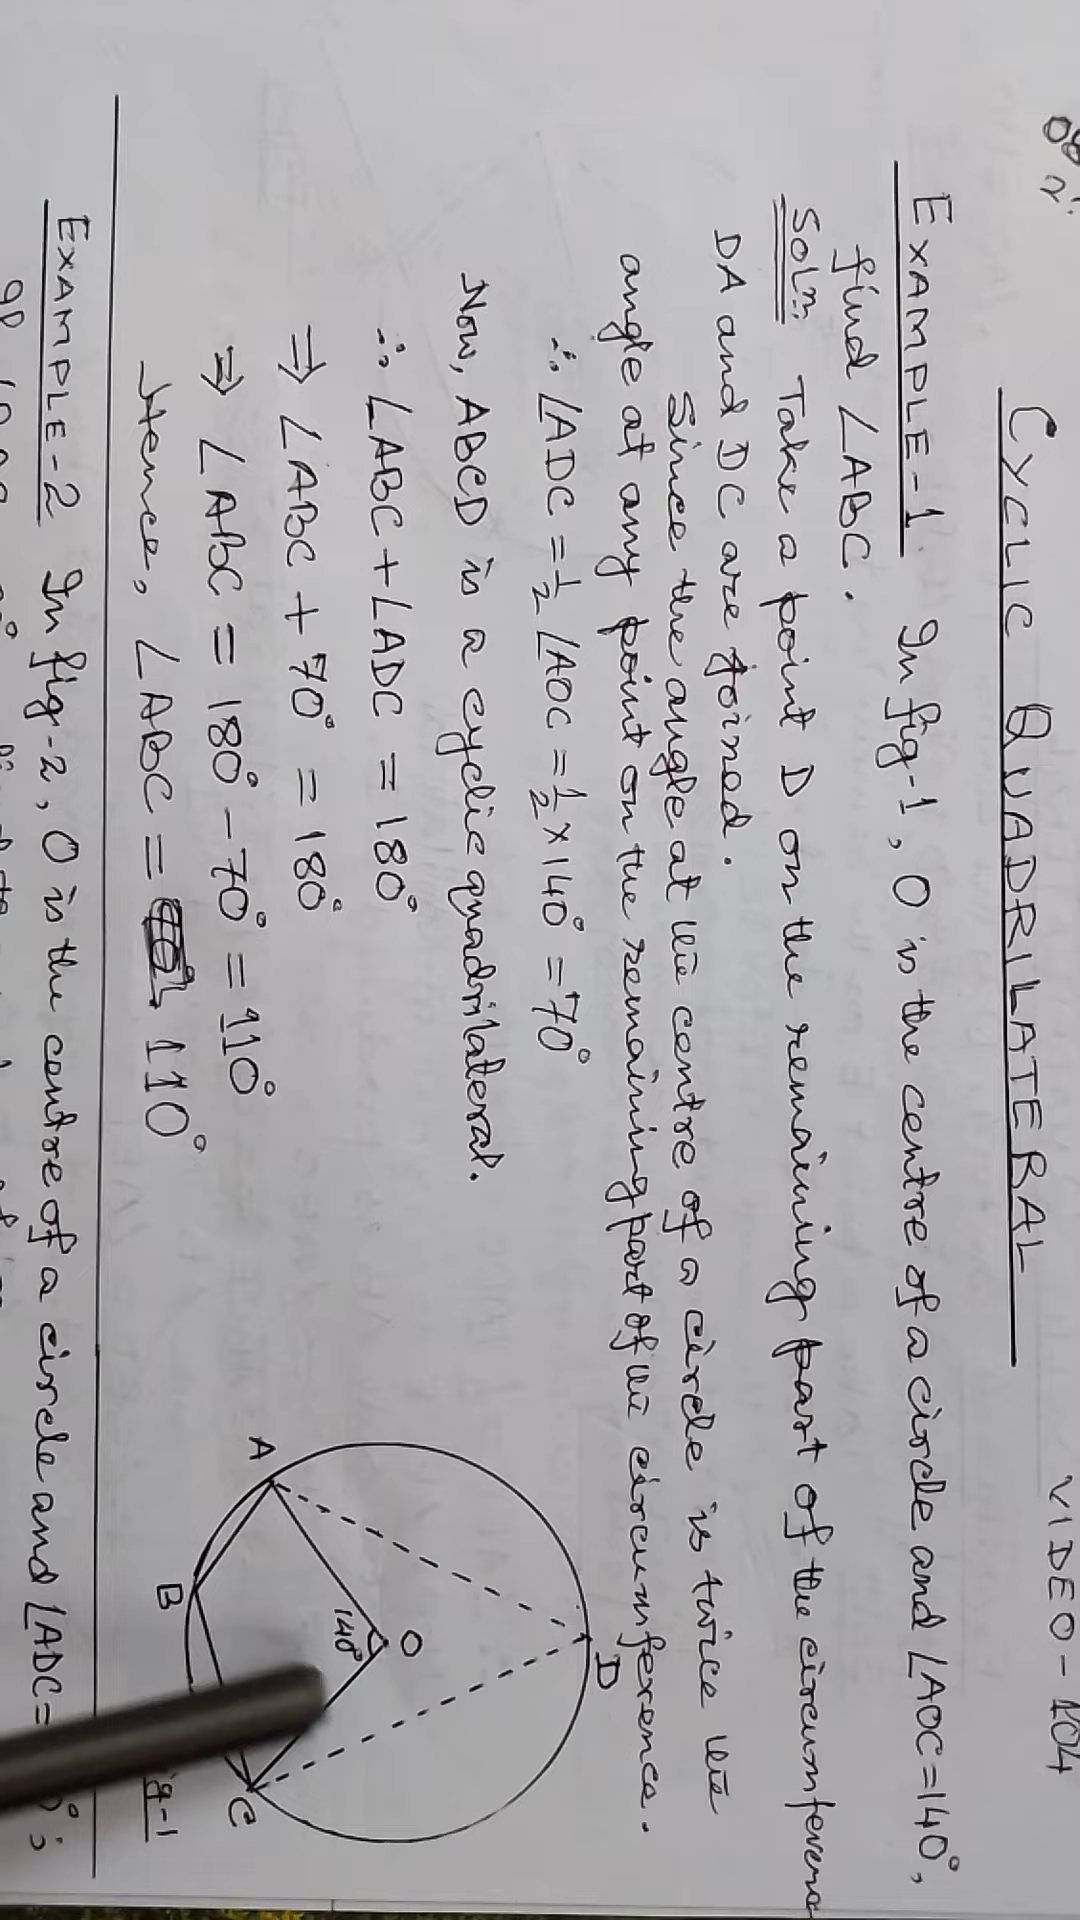 CYCLIC QUADRILATERAL
VIDEO-104
EXAMPLE-1. In fig-1, O is the centre of a circle and ∠AOC=140°,
find ∠ABC.
Soln. Take a point D on the remaining part of the circumference
DA and DC are joined.
Since the angle at the centre of a circle is twice the
angle at any point on the remaining part of the circumference.
∴ ∠ADC = 1/2 ∠AOC = 1/2 × 140° = 70°
Now, ABCD is a cyclic quadrilateral.
∴ ∠ABC + ∠ADC = 180°
⇒ ∠ABC + 70° = 180°
⇒ ∠ABC = 180° - 70° = 110°
Hence, ∠ABC = 110°
D
O
140°
A
B
C
g-1
EXAMPLE-2 In fig-2, O is the centre of a circle and ∠ADC=